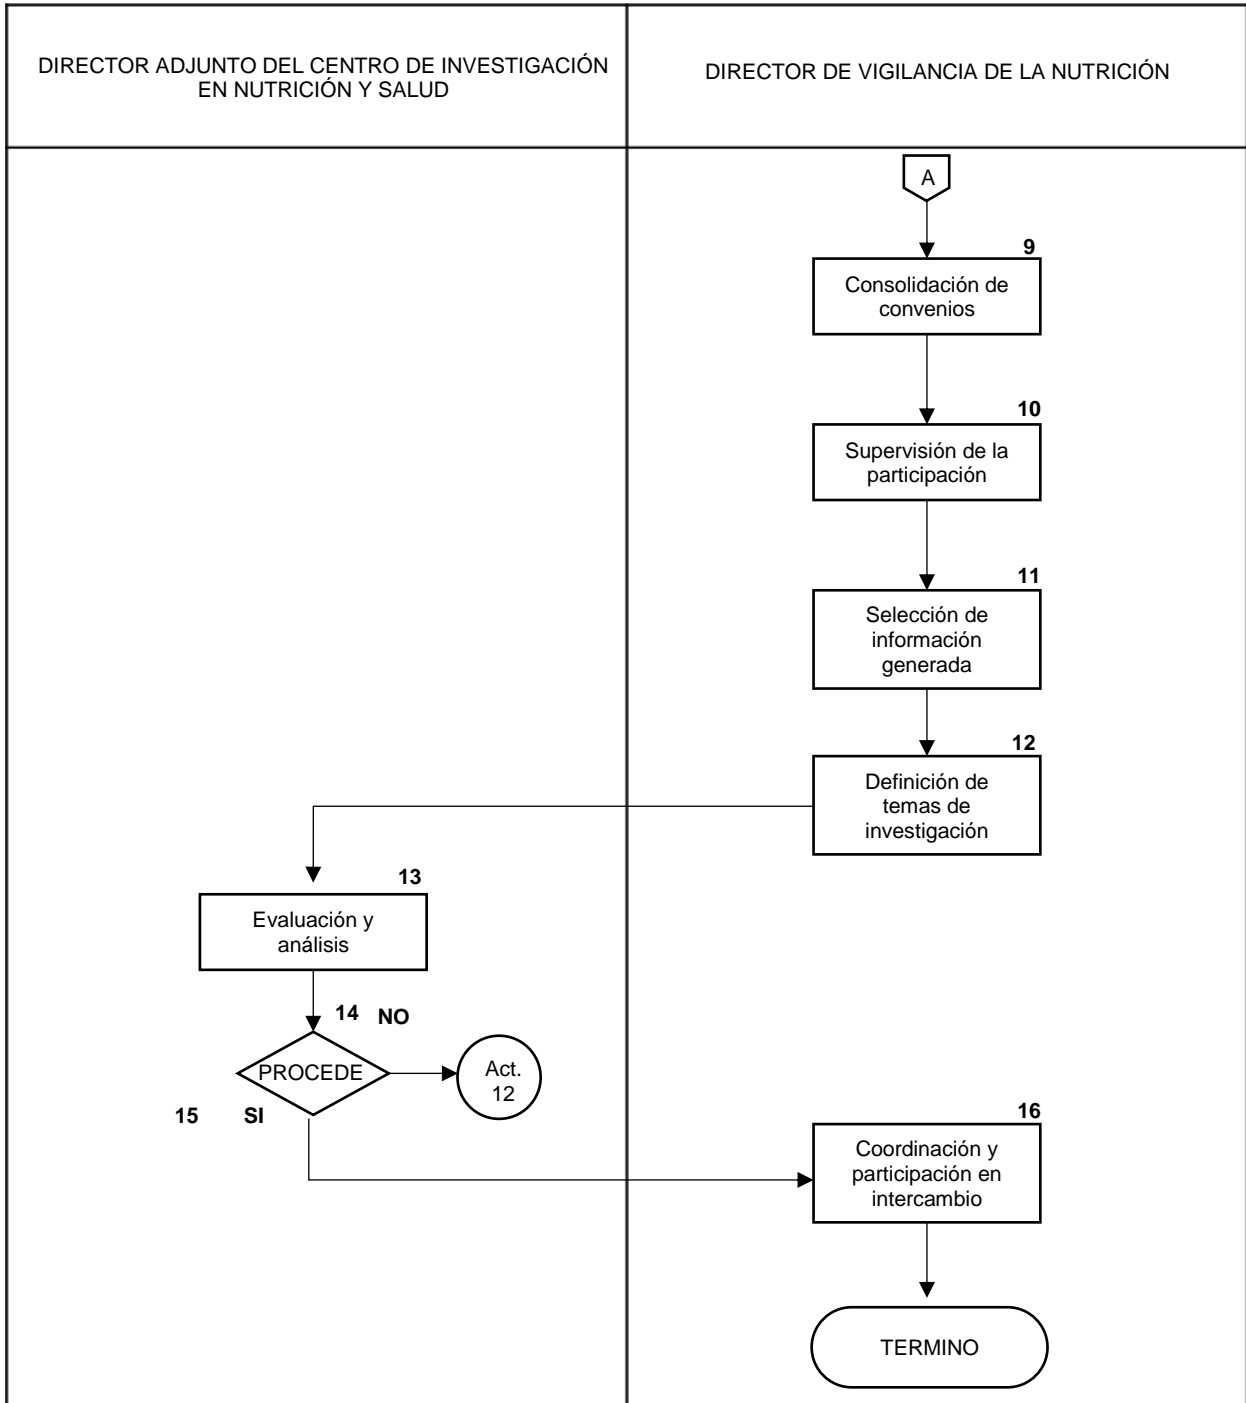 DIRECTOR ADJUNTO DEL CENTRO DE INVESTIGACIÓN
EN NUTRICIÓN Y SALUD
DIRECTOR DE VIGILANCIA DE LA NUTRICIÓN
A
9
Consolidación de
convenios
10
Supervisión de la
participación
11
Selección de
información
generada
12
Definición de
temas de
investigación
13
Evaluación y
análisis
14 NO
PROCEDE
Act.
12
15 SI
16
Coordinación y
participación en
intercambio
TERMINO